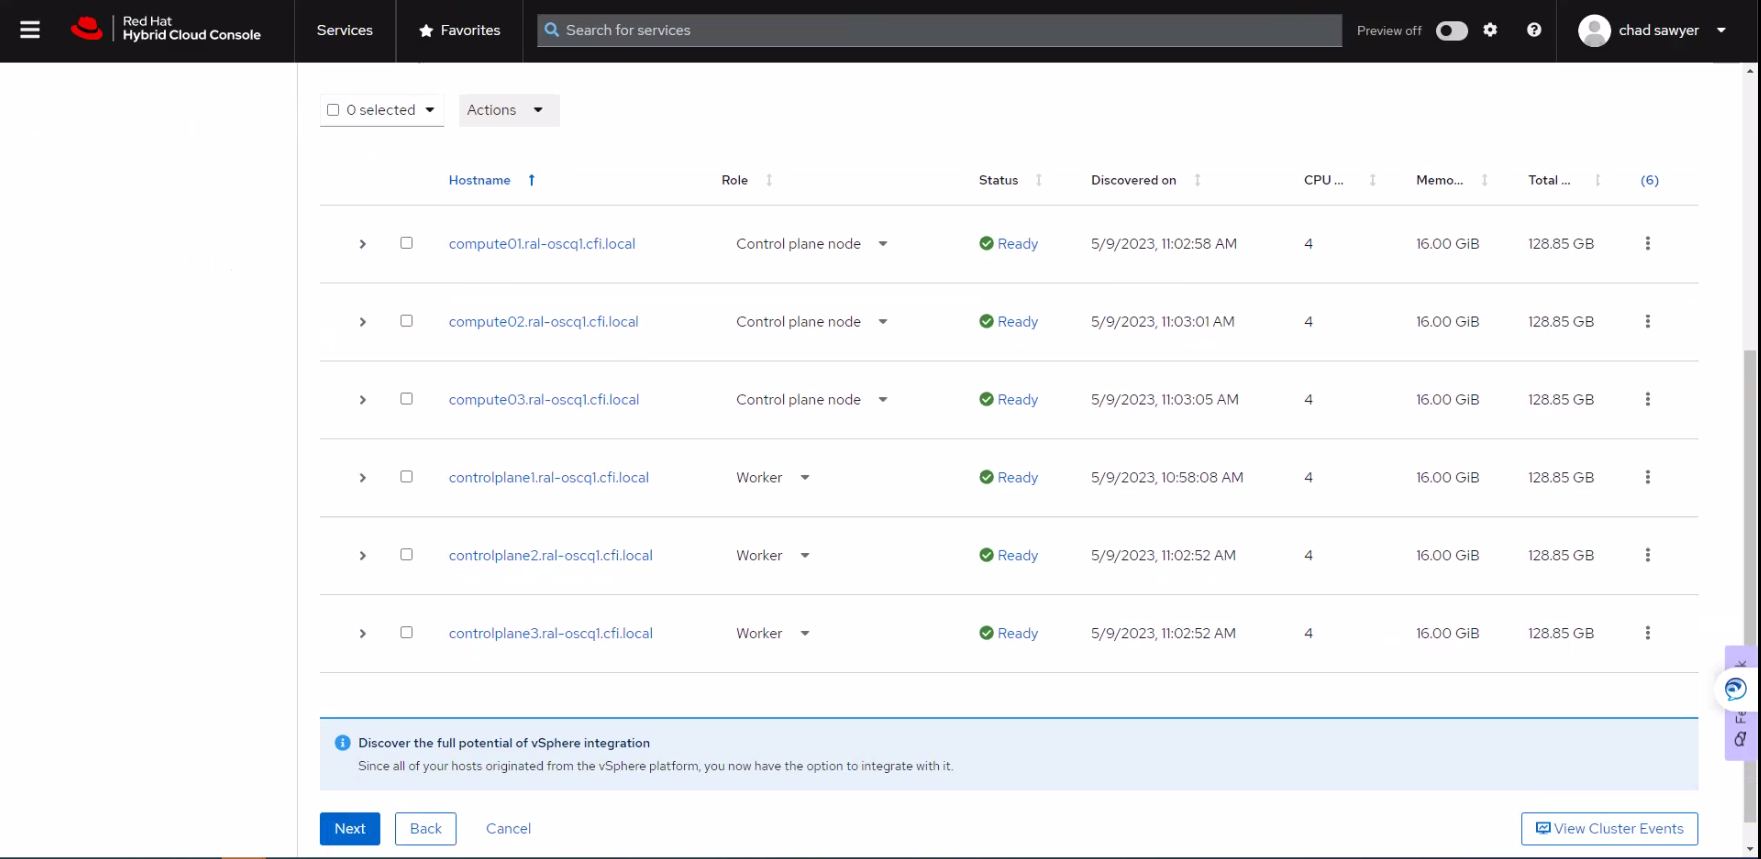 Red Hat
Hybrid Cloud Console
Services
Favorites
Search for services
Preview off
chad sawyer
0 selected
Actions
Hostname Role Status Discovered on CPU ... Memo... Total ... (6)
compute01.ral-oscq1.cfi.local Control plane node Ready 5/9/2023, 11:02:58 AM 4 16.00 GiB 128.85 GB
compute02.ral-oscq1.cfi.local Control plane node Ready 5/9/2023, 11:03:01 AM 4 16.00 GiB 128.85 GB
compute03.ral-oscq1.cfi.local Control plane node Ready 5/9/2023, 11:03:05 AM 4 16.00 GiB 128.85 GB
controlplane1.ral-oscq1.cfi.local Worker Ready 5/9/2023, 10:58:08 AM 4 16.00 GiB 128.85 GB
controlplane2.ral-oscq1.cfi.local Worker Ready 5/9/2023, 11:02:52 AM 4 16.00 GiB 128.85 GB
controlplane3.ral-oscq1.cfi.local Worker Ready 5/9/2023, 11:02:52 AM 4 16.00 GiB 128.85 GB
Discover the full potential of vSphere integration
Since all of your hosts originated from the vSphere platform, you now have the option to integrate with it.
Next Back Cancel View Cluster Events